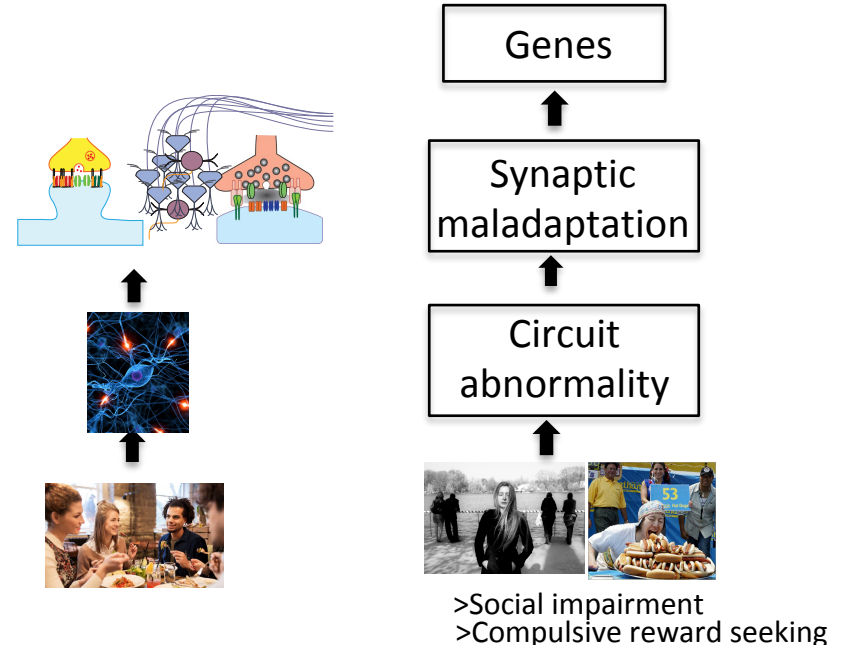 Genes
Synaptic
maladaptation
Circuit
abnormality
53
>Social impairment
>Compulsive reward seeking